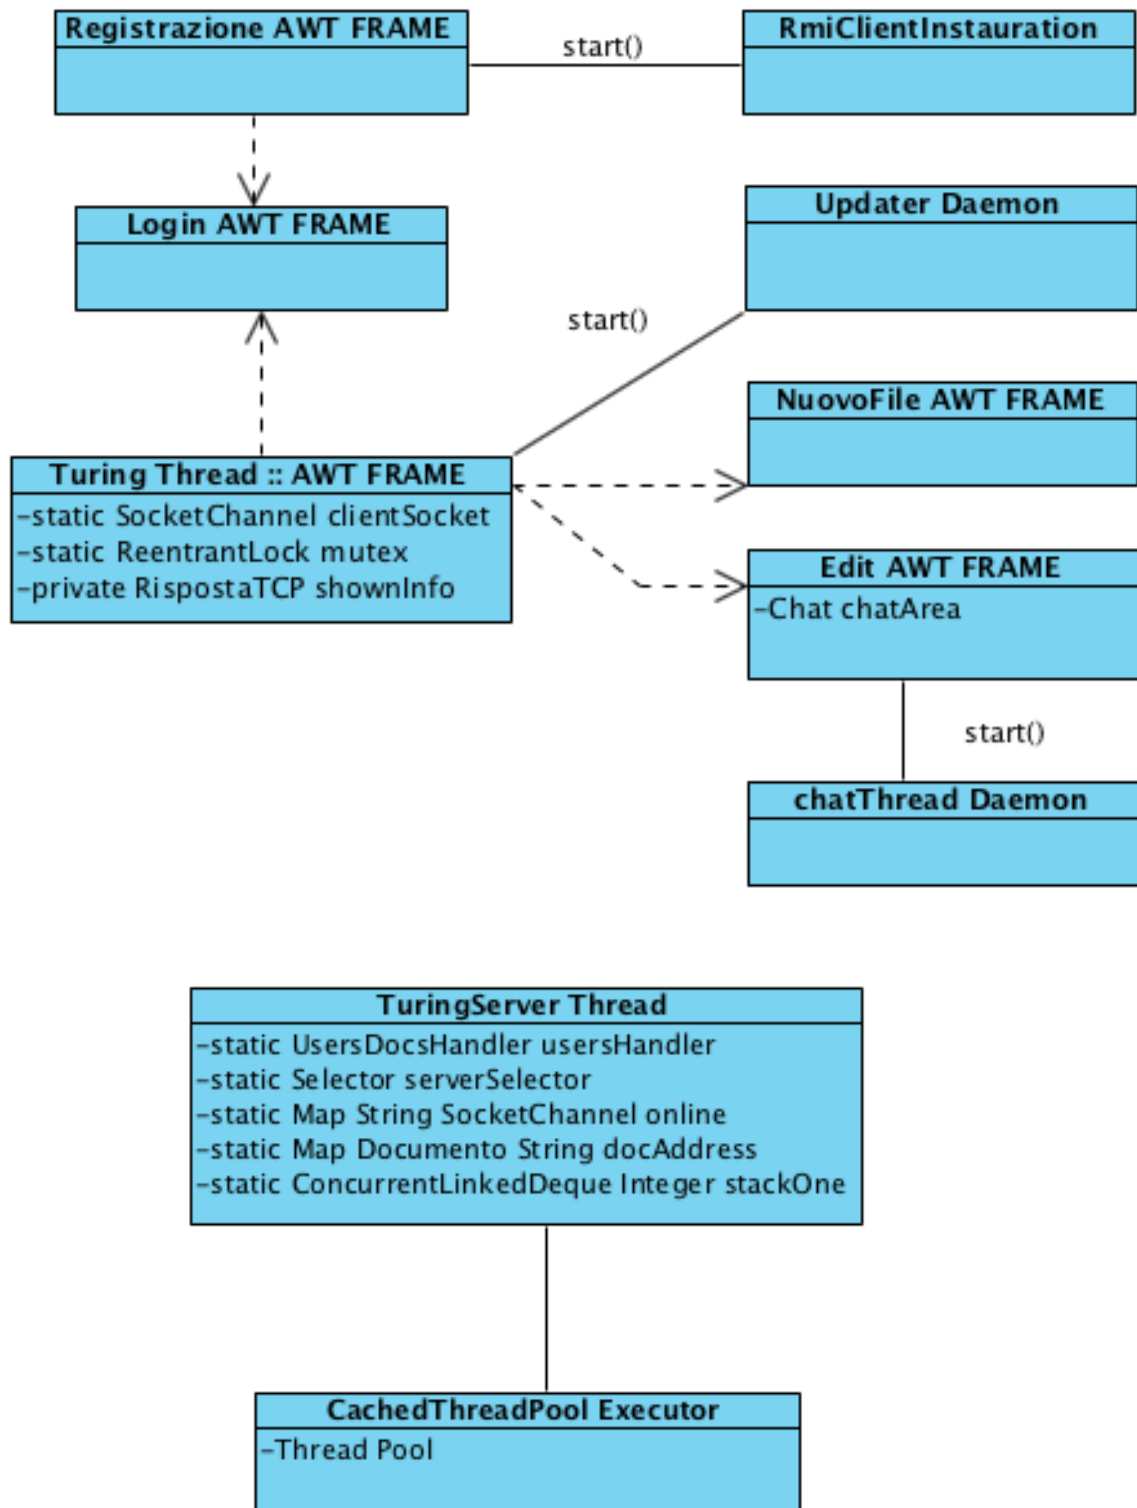 Registrazione AWT FRAME
start()
RmiClientInstauration
Login AWT FRAME
Updater Daemon
start()
NuovoFile AWT FRAME
Turing Thread :: AWT FRAME
-static SocketChannel clientSocket
-static ReentrantLock mutex
-private RispostaTCP shownInfo
Edit AWT FRAME
-Chat chatArea
start()
chatThread Daemon
TuringServer Thread
-static UsersDocsHandler usersHandler
-static Selector serverSelector
-static Map String SocketChannel online
-static Map Documento String docAddress
-static ConcurrentLinkedDeque Integer stackOne
CachedThreadPool Executor
-Thread Pool